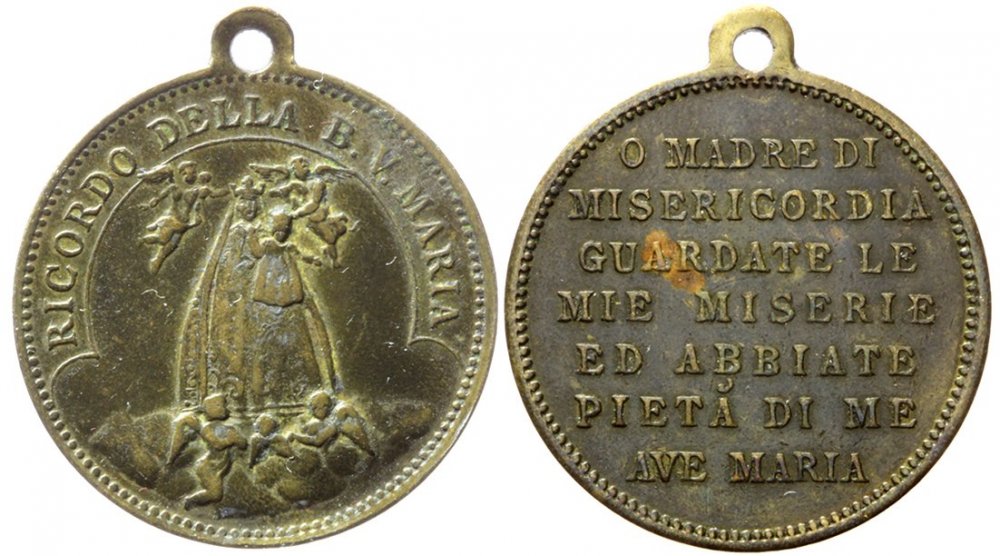 RICORDO DELLA B. V. MARIA
O MADRE DI
MISERICORDIA
GUARDATE LE
MIE MISERIE
ED ABBIATE
PIETÀ DI ME
AVE MARIA